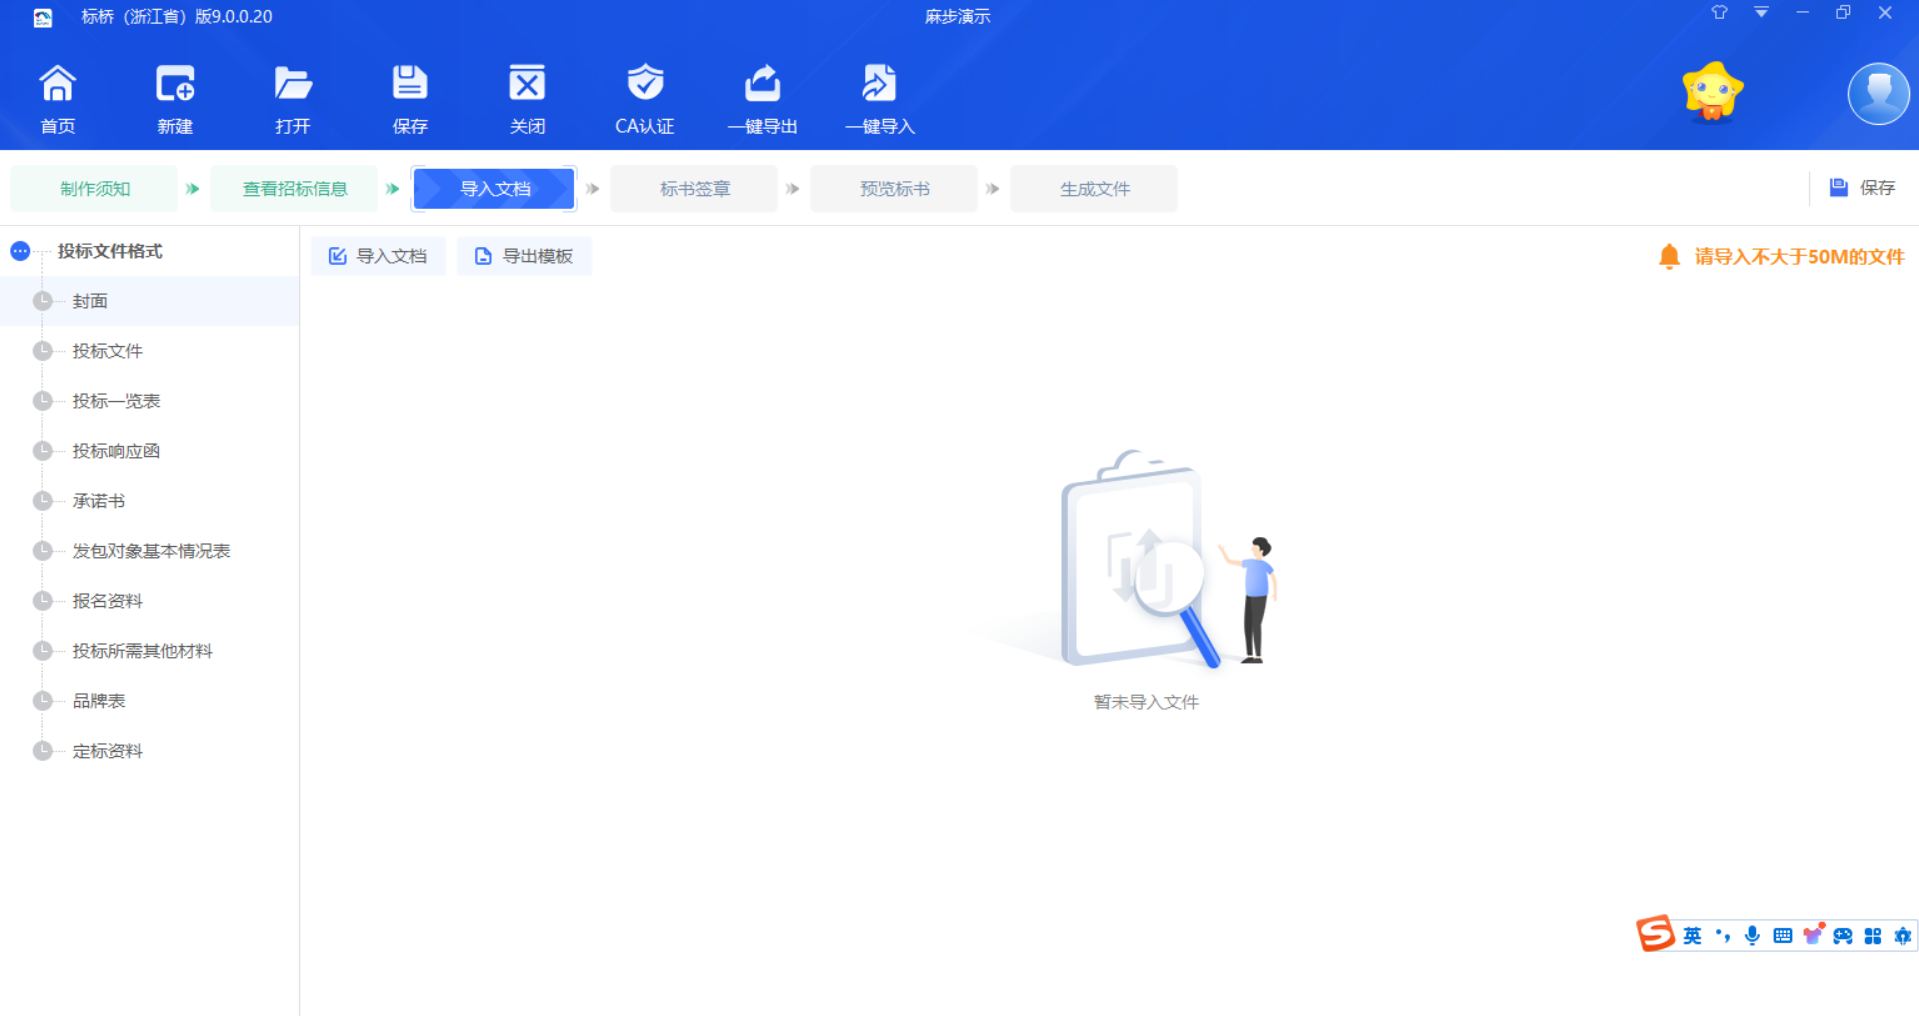 标桥（浙江省）版9.0.0.20
麻步演示
首页
新建
打开
保存
关闭
CA认证
一键导出
一键导入
制作须知
查看招标信息
导入文档
标书签章
预览标书
生成文件
保存
投标文件格式
封面
投标文件
投标一览表
投标响应函
承诺书
发包对象基本情况表
报名资料
投标所需其他材料
品牌表
定标资料
导入文档
导出模板
请导入不大于50M的文件
暂未导入文件
S 英